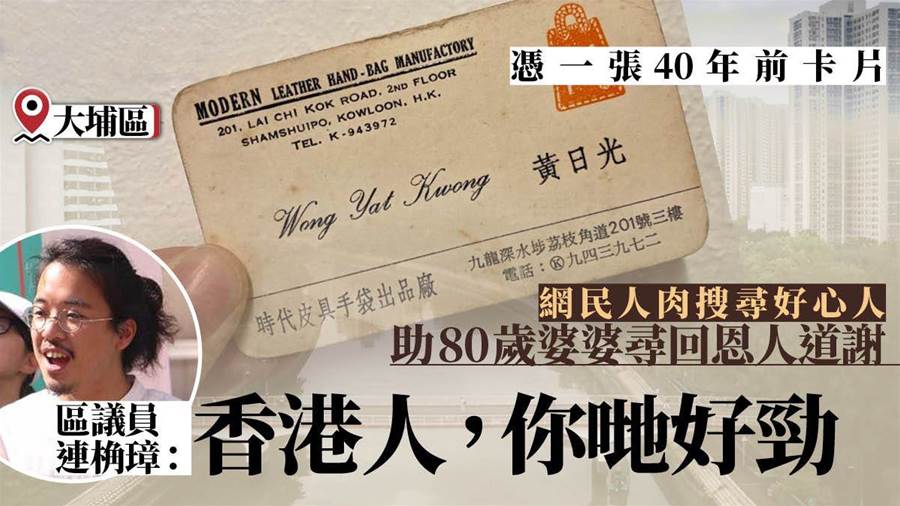 憑一張40年前卡片
大埔區
MODERN LEATHER HAND-BAG MANUFACTORY
201, LAI CHI KOK ROAD, 2ND FLOOR
SHAMSHUIPO, KOWLOON, H.K.
TEL. K-943972
Wong Yat Kwong
黃日光
九龍深水埗荔枝角道201號三樓
電話：Ⓚ九四三九七二
時代皮具手袋出品廠
網民人肉搜尋好心人
助80歲婆婆尋回恩人道謝
區議員
連桷璋：
香港人，你哋好勁